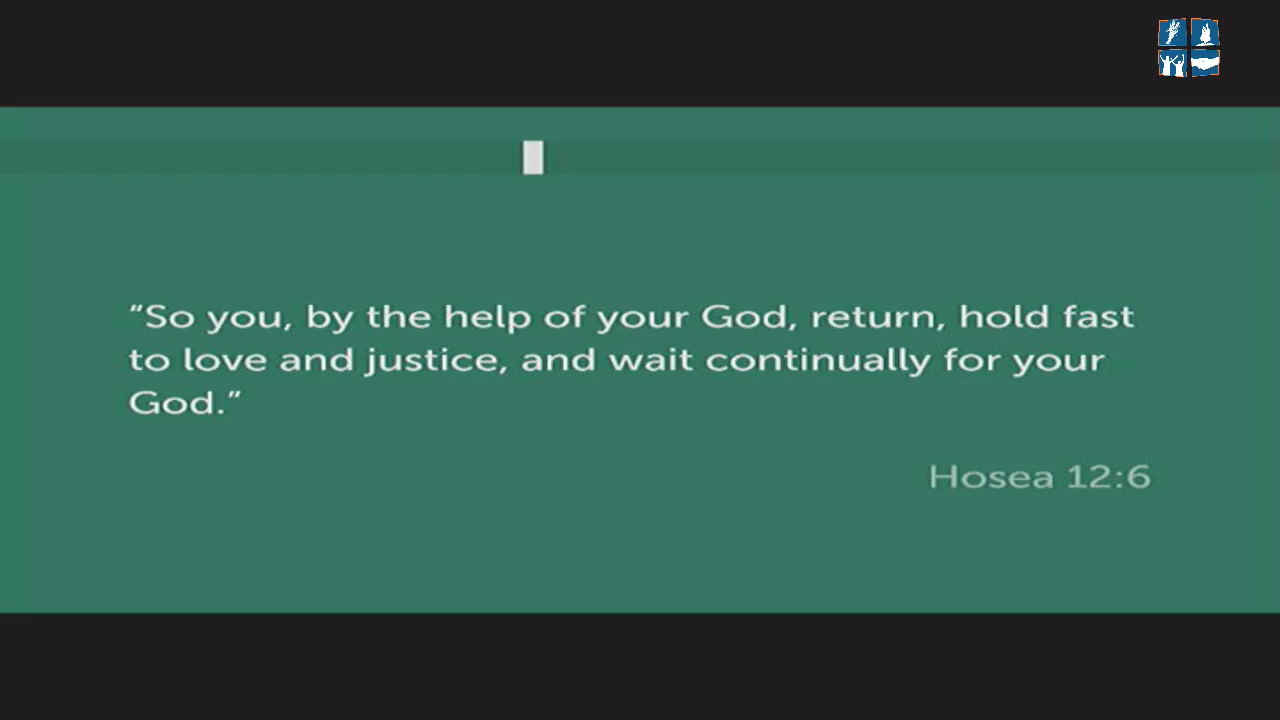 “So you, by the help of your God, return, hold fast
to love and justice, and wait continually for your
God.”
Hosea 12:6